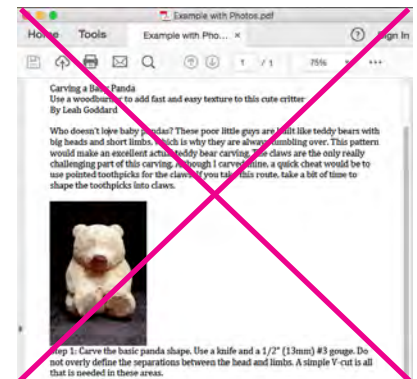 Example with Photos.pdf
Home Tools Example with Pho... × ? Sign In
1 / 1 75% •••
Carving a Basic Panda
Use a woodburner to add fast and easy texture to this cute critter
By Leah Goddard
Who doesn't love baby pandas? These poor little guys are built like teddy bears with
big heads and short limbs, which is why they are always tumbling over. This pattern
would make an excellent actual teddy bear carving. The claws are the only really
challenging part of this carving. Although I carved mine, a quick cheat would be to
use pointed toothpicks for the claws. If you take this route, take a bit of time to
shape the toothpicks into claws.
Step 1: Carve the basic panda shape. Use a knife and a 1/2" (13mm) #3 gouge. Do
not overly define the separations between the head and limbs. A simple V-cut is all
that is needed in these areas.